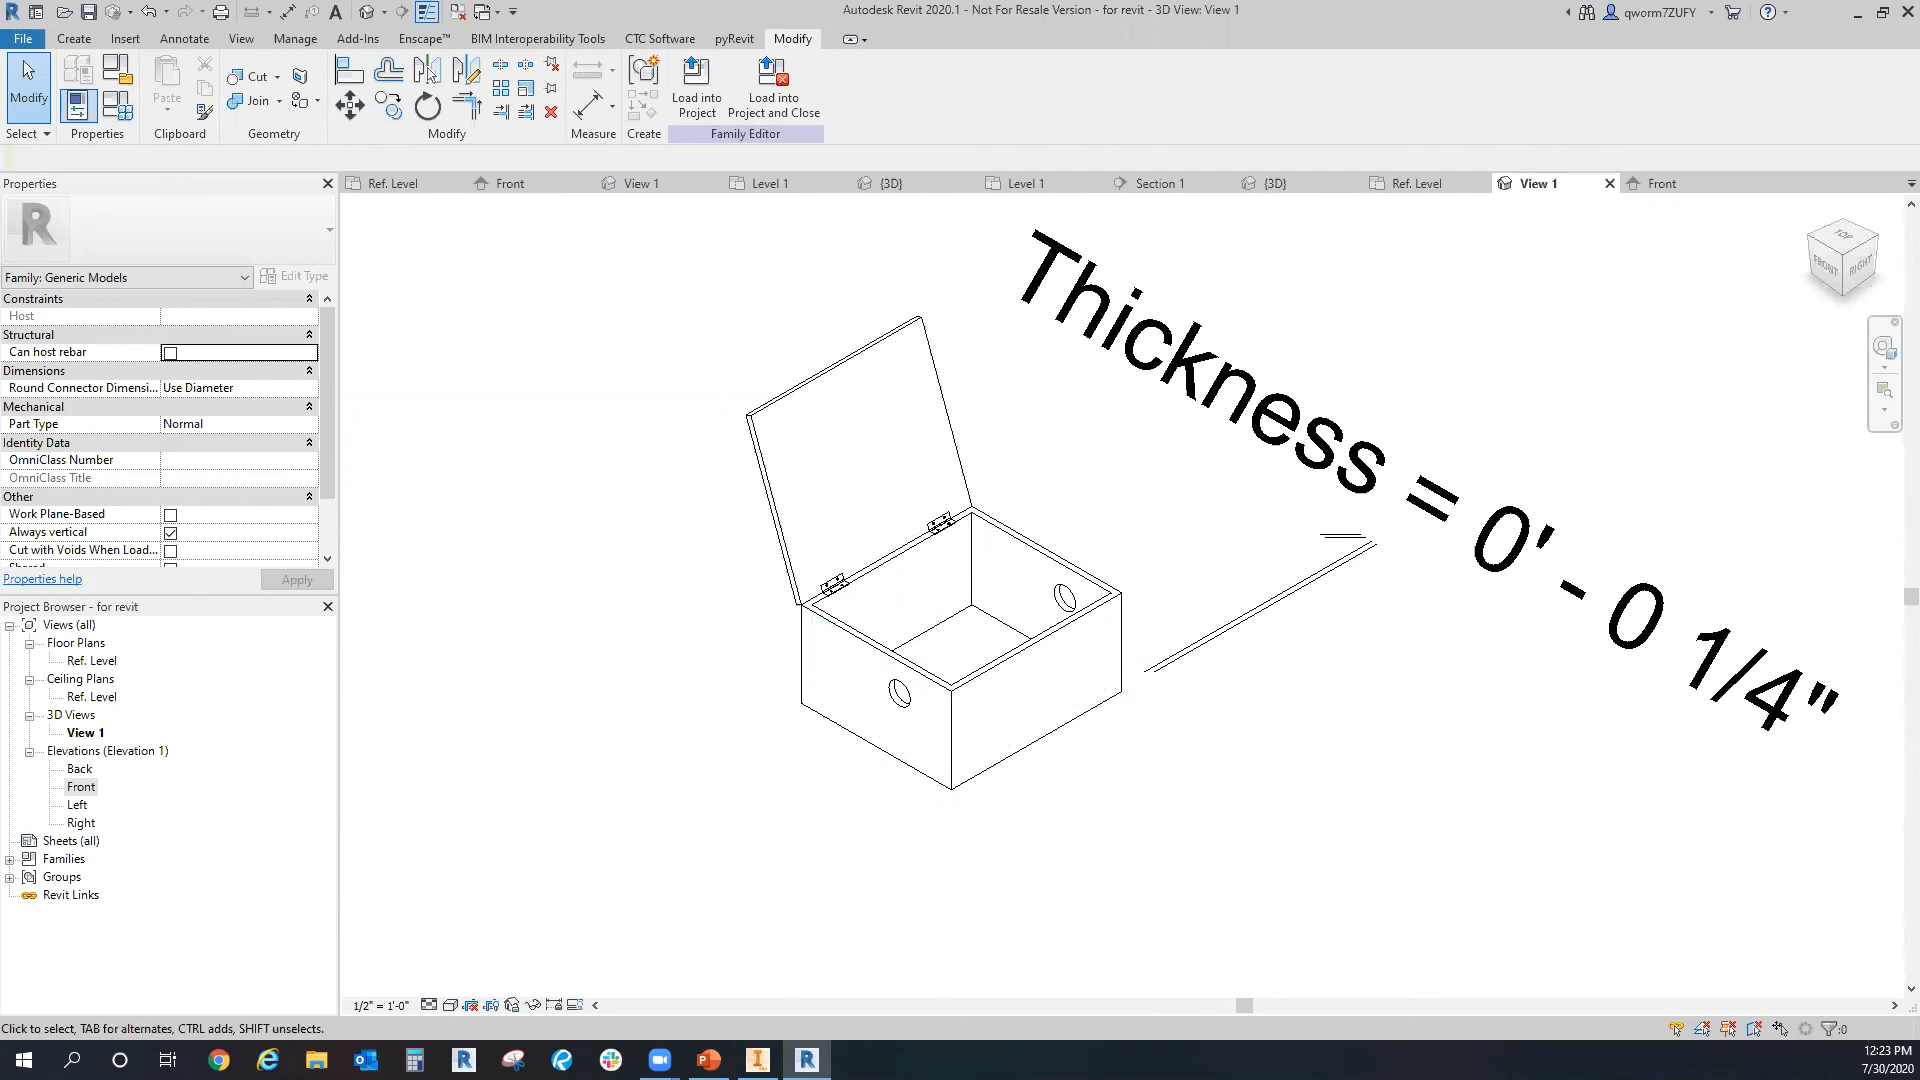 Autodesk Revit 2020.1 - Not For Resale Version - for revit - 3D View: View 1
qworm7ZUFY
File Create Insert Annotate View Manage Add-Ins Enscape™ BIM Interoperability Tools CTC Software pyRevit Modify
Modify
Paste
Cut
Join
Load into Project
Load into Project and Close
Select Properties Clipboard Geometry Modify Measure Create Family Editor
Properties
Ref. Level Front View 1 Level 1 {3D} Level 1 Section 1 {3D} Ref. Level View 1 Front
Family: Generic Models
Edit Type
Constraints
Host
Structural
Can host rebar
Dimensions
Round Connector Dimensi... Use Diameter
Mechanical
Part Type Normal
Identity Data
OmniClass Number
OmniClass Title
Other
Work Plane-Based
Always vertical
Cut with Voids When Load...
Properties help
Apply
Project Browser - for revit
Views (all)
Floor Plans
Ref. Level
Ceiling Plans
Ref. Level
3D Views
View 1
Elevations (Elevation 1)
Back
Front
Left
Right
Sheets (all)
Families
Groups
Revit Links
Thickness = 0' - 0 1/4"
TOP
FRONT
RIGHT
1/2" = 1'-0"
Click to select, TAB for alternates, CTRL adds, SHIFT unselects.
:0
12:23 PM
7/30/2020